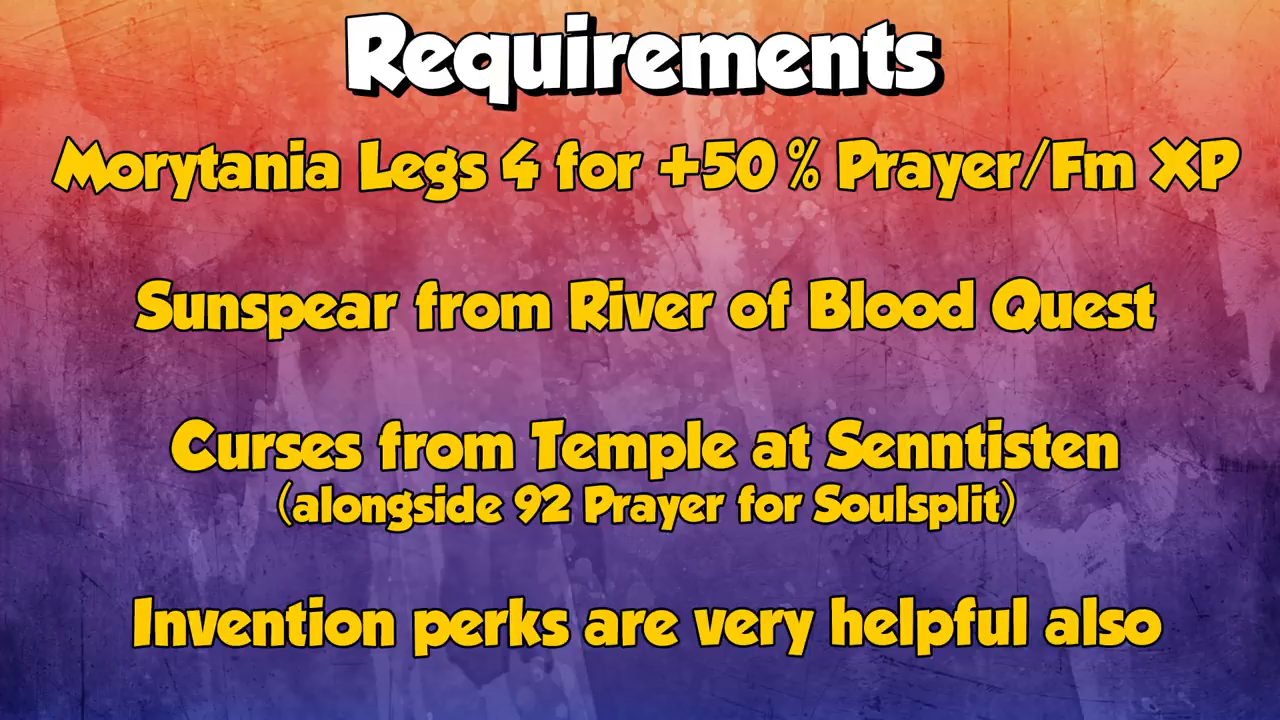 Requirements
Morytania Legs 4 for +50% Prayer/Fm XP
Sunspear from River of Blood Quest
Curses from Temple at Senntisten
(alongside 92 Prayer for Soulsplit)
Invention perks are very helpful also